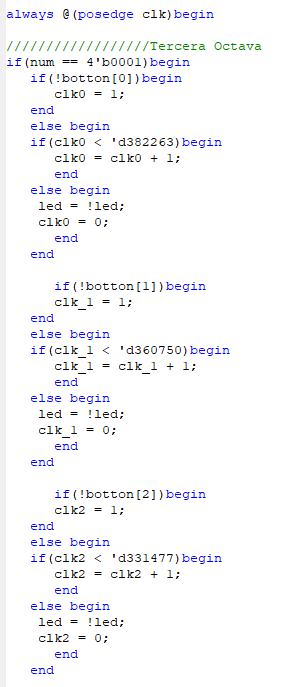 always @(posedge clk)begin
//////////////////Tercera Octava
if(num == 4'b0001)begin
if(!botton[0])begin
clk0 = 1;
end
else begin
if(clk0 < 'd382263)begin
clk0 = clk0 + 1;
end
else begin
led = !led;
clk0 = 0;
end
end
if(!botton[1])begin
clk_1 = 1;
end
else begin
if(clk_1 < 'd360750)begin
clk_1 = clk_1 + 1;
end
else begin
led = !led;
clk_1 = 0;
end
end
if(!botton[2])begin
clk2 = 1;
end
else begin
if(clk2 < 'd331477)begin
clk2 = clk2 + 1;
end
else begin
led = !led;
clk2 = 0;
end
end